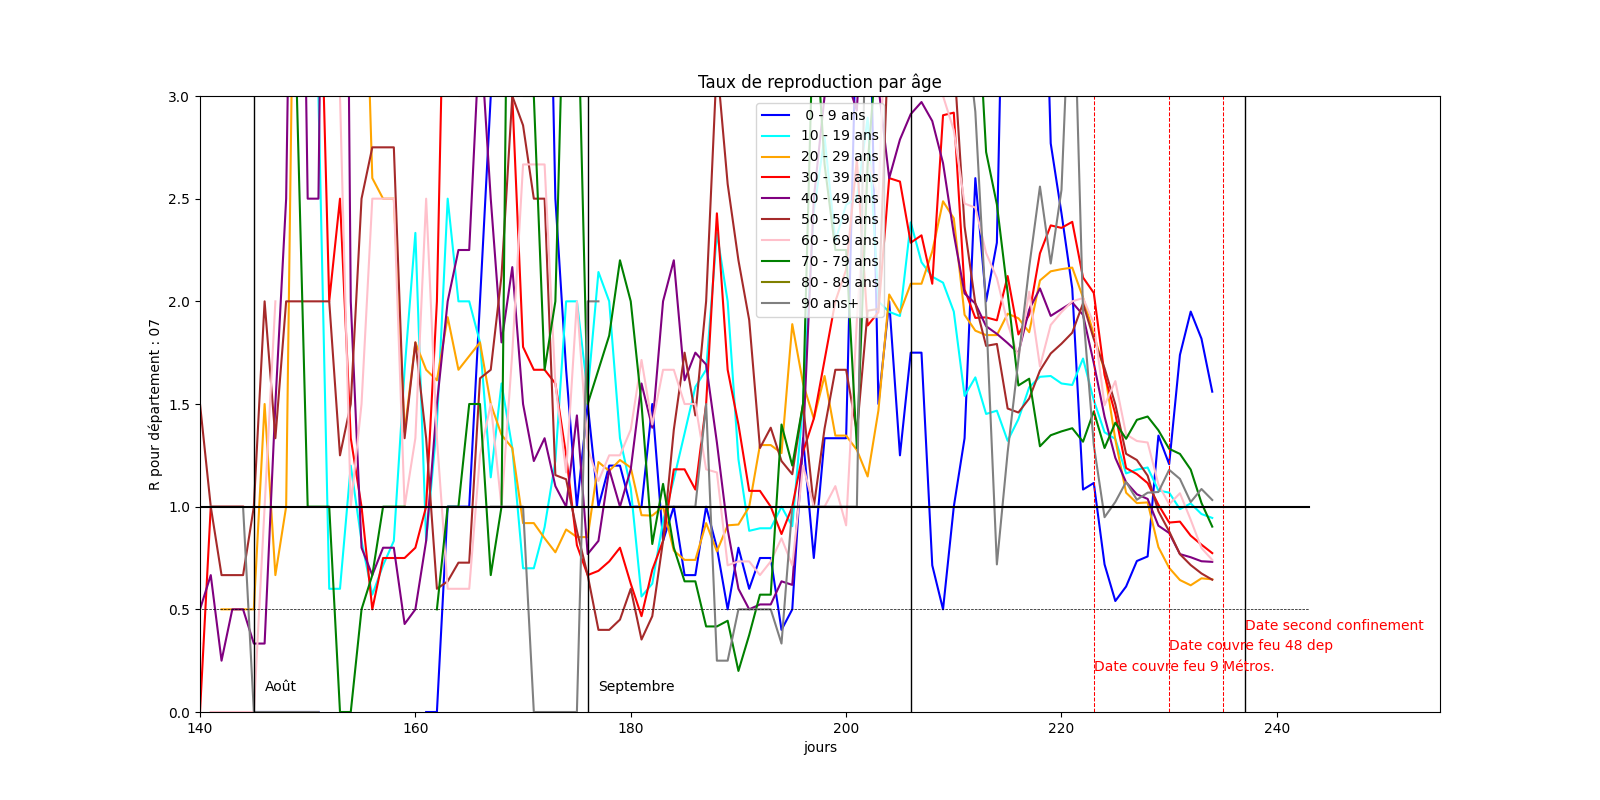 Taux de reproduction par âge
R pour département : 07
3.0
2.5
2.0
1.5
1.0
0.5
0.0
0 - 9 ans
10 - 19 ans
20 - 29 ans
30 - 39 ans
40 - 49 ans
50 - 59 ans
60 - 69 ans
70 - 79 ans
80 - 89 ans
90 ans+
Date second confinement
Date couvre feu 48 dep
Date couvre feu 9 Métros.
Août
Septembre
140
160
180
200
220
240
jours